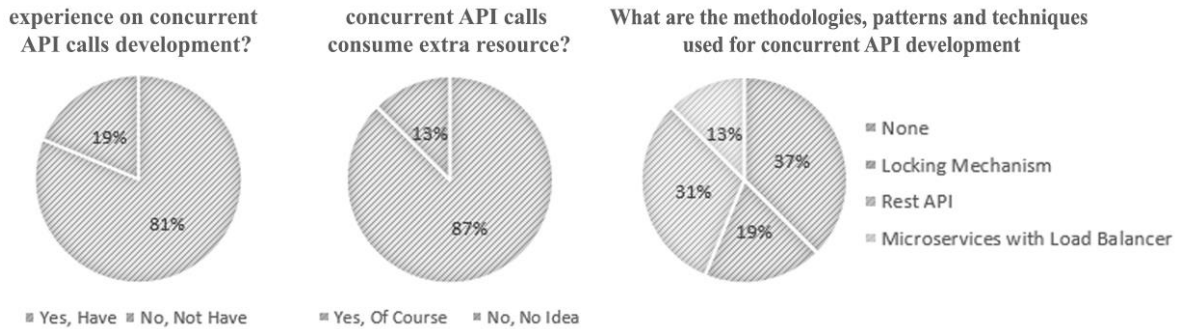 experience on concurrent
API calls development?
19%
81%
Yes, Have No, Not Have
concurrent API calls
consume extra resource?
13%
87%
Yes, Of Course No, No Idea
What are the methodologies, patterns and techniques
used for concurrent API development
13%
37%
31%
19%
None
Locking Mechanism
Rest API
Microservices with Load Balancer